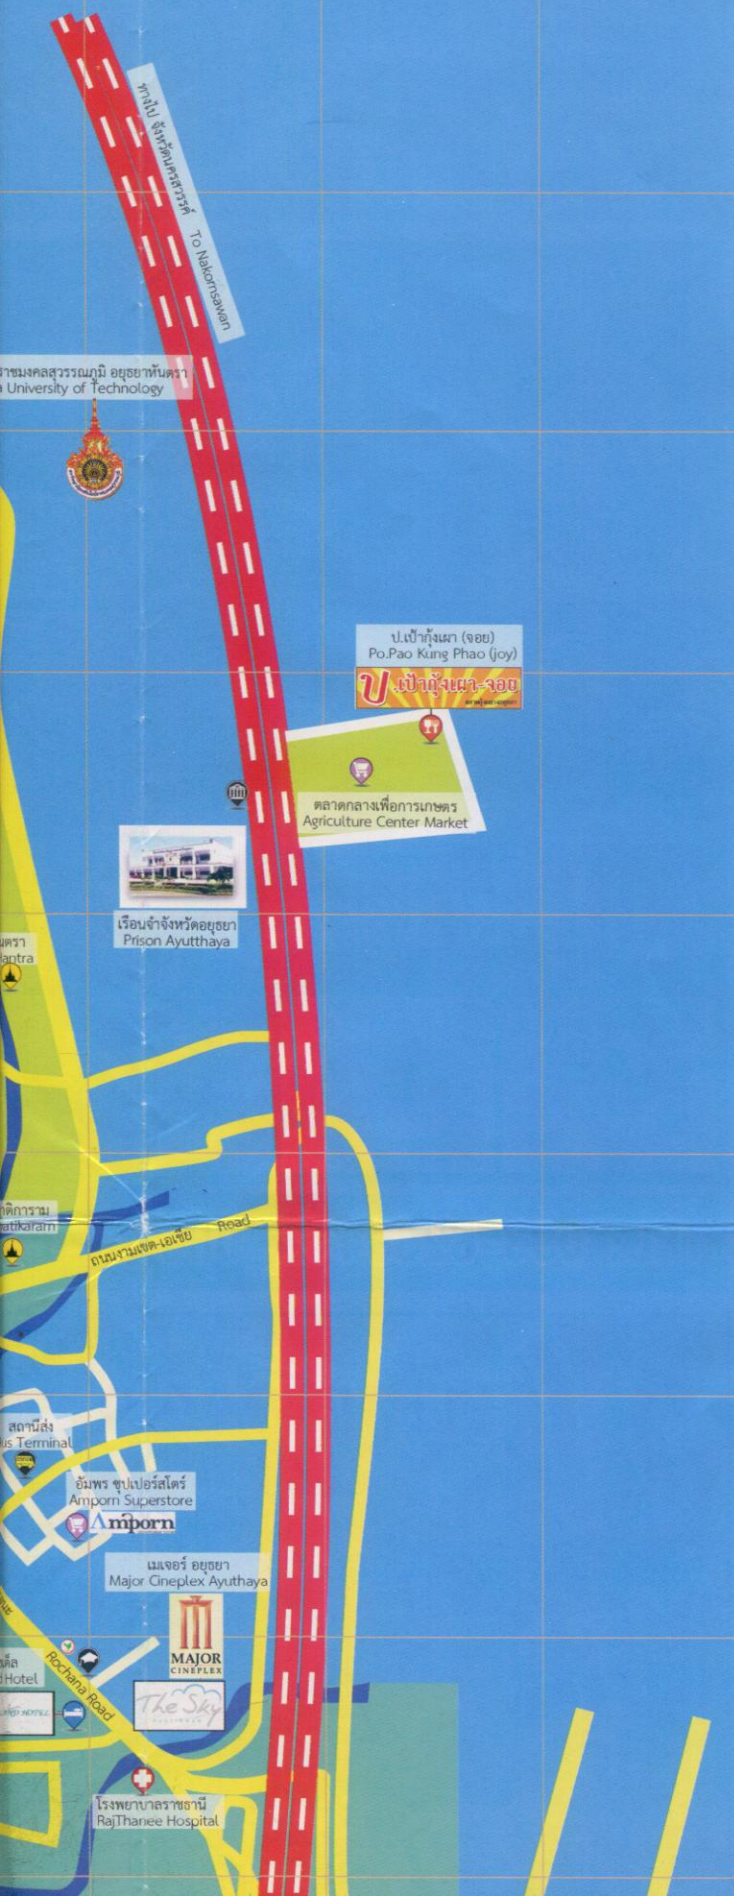 ทางไป จังหวัดนครสวรรค์ To Nakornsawan
ราชมงคลสุวรรณภูมิ อยุธยาหันตรา
University of Technology
ป.เป้ากุ้งเผา (จอย)
Po.Pao Kung Phao (joy)
ป.เป้ากุ้งเผา-จอย
ตลาดกลางเพื่อการเกษตร
Agriculture Center Market
เรือนจำจังหวัดอยุธยา
Prison Ayutthaya
นตรา
antra
ติการาม
atikaram
ถนนงามเขต-เอเซีย Road
สถานีส่ง
us Terminal
อัมพร ซุปเปอร์สโตร์
Amporn Superstore
Amporn
เมเจอร์ อยุธยา
Major Cineplex Ayuthaya
MAJOR
CINEPLEX
The Sky
Rochana Road
Hotel
โรงพยาบาลราชธานี
RajThanee Hospital